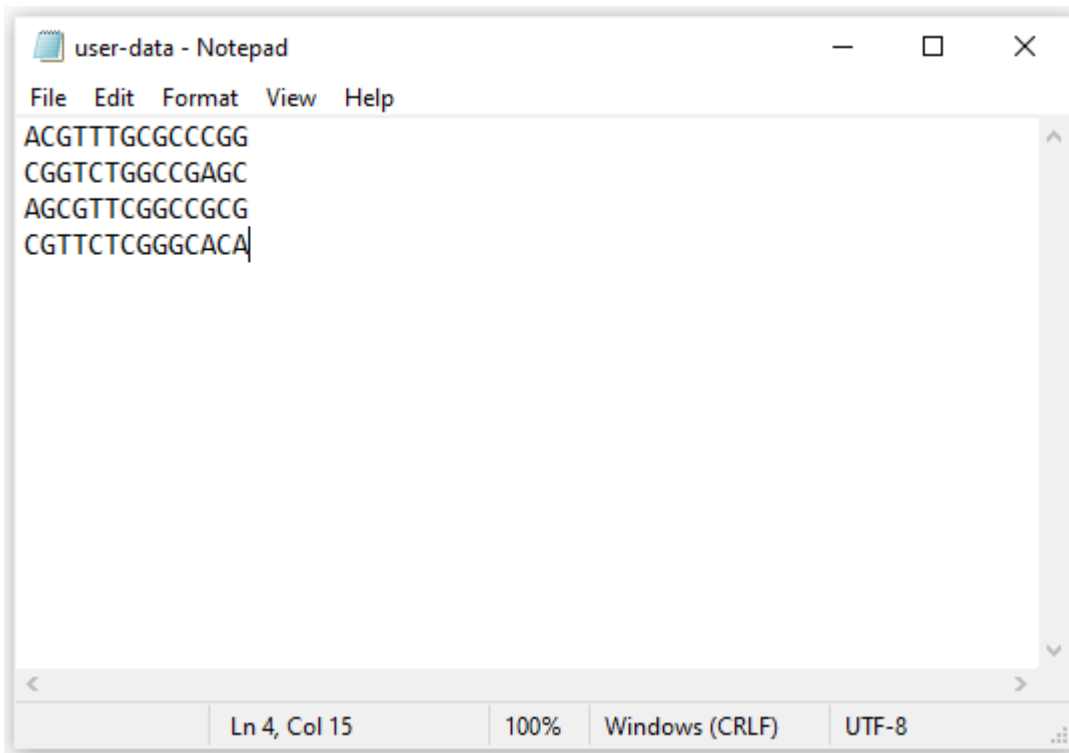 user-data - Notepad
File Edit Format View Help
ACGTTTGCGCCCGG
CGGTCTGGCCGAGC
AGCGTTCGGCCGCG
CGTTCTCGGGCACA
Ln 4, Col 15 100% Windows (CRLF) UTF-8